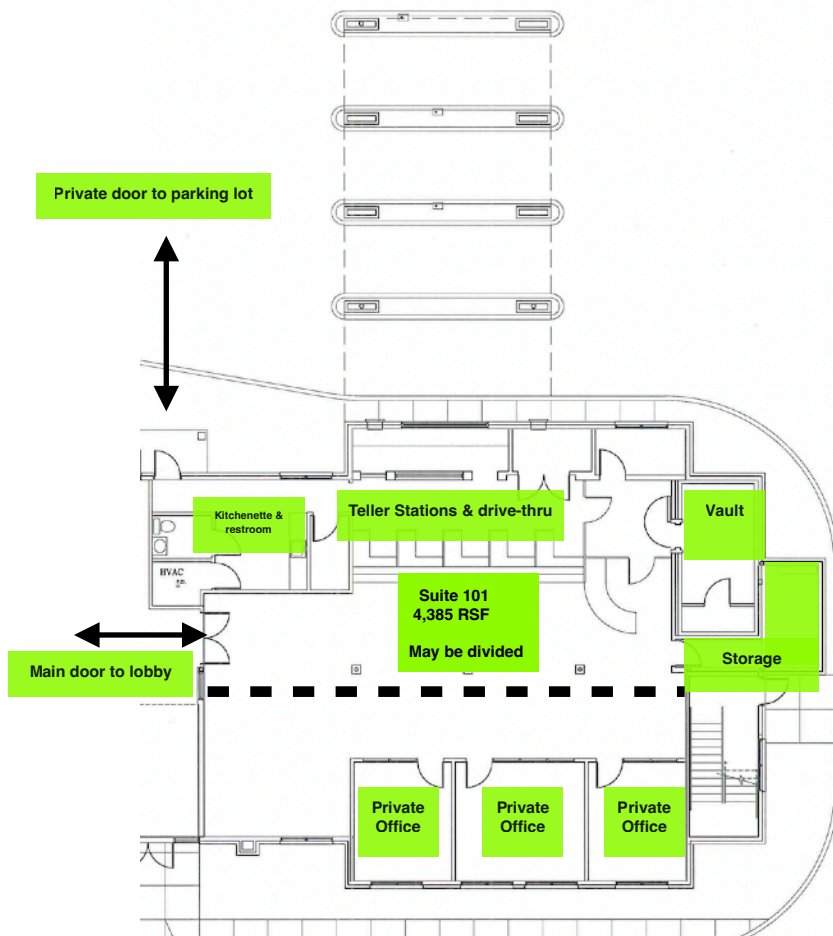 Private door to parking lot
Kitchenette &
restroom
Teller Stations & drive-thru
Vault
HVAC
Suite 101
4,385 RSF
May be divided
Main door to lobby
Storage
Private
Office
Private
Office
Private
Office